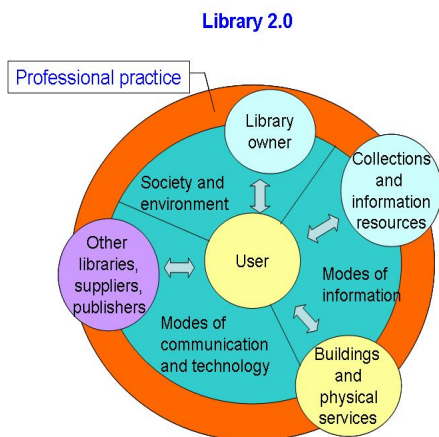 Library 2.0
Professional practice
Library
owner
Collections
and
information
resources
Society and
environment
Other
libraries,
suppliers,
publishers
User
Modes of
information
Modes of
communication
and technology
Buildings
and
physical
services